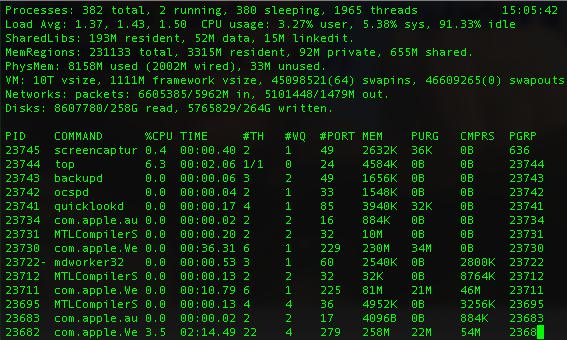 Processes: 382 total, 2 running, 380 sleeping, 1965 threads 15:05:42
Load Avg: 1.37, 1.43, 1.50 CPU usage: 3.27% user, 5.38% sys, 91.33% idle
SharedLibs: 193M resident, 52M data, 15M linkedit.
MemRegions: 231133 total, 3315M resident, 92M private, 655M shared.
PhysMem: 8158M used (2002M wired), 33M unused.
VM: 10T vsize, 1111M framework vsize, 45098521(64) swapins, 46609265(0) swapouts
Networks: packets: 6605385/5962M in, 5101448/1479M out.
Disks: 8607780/258G read, 5765829/264G written.
PID COMMAND %CPU TIME #TH #WQ #PORT MEM PURG CMPRS PGRP
23745 screencaptur 0.4 00:00.40 2 1 49 2632K 36K 0B 636
23744 top 6.3 00:02.06 1/1 0 24 4584K 0B 0B 23744
23743 backupd 0.0 00:00.06 3 2 49 1656K 0B 0B 23743
23742 ocspd 0.0 00:00.04 2 1 33 1548K 0B 0B 23742
23741 quicklookd 0.0 00:00.17 4 1 85 3940K 32K 0B 23741
23734 com.apple.au 0.0 00:00.02 2 2 16 884K 0B 0B 23734
23731 MTLCompilerS 0.0 00:00.20 2 2 32 10M 0B 0B 23731
23730 com.apple.We 0.0 00:36.31 6 1 229 230M 34M 0B 23730
23722- mdworker32 0.0 00:00.53 3 1 60 2540K 0B 2800K 23722
23712 MTLCompilerS 0.0 00:00.13 2 2 32 32K 0B 8764K 23712
23711 com.apple.We 0.0 00:10.79 6 1 225 81M 21M 46M 23711
23695 MTLCompilerS 0.0 00:00.13 4 4 36 4952K 0B 3256K 23695
23683 com.apple.au 0.0 00:00.02 2 2 17 4096B 0B 884K 23683
23682 com.apple.We 3.5 02:14.49 22 4 279 258M 22M 54M 2368